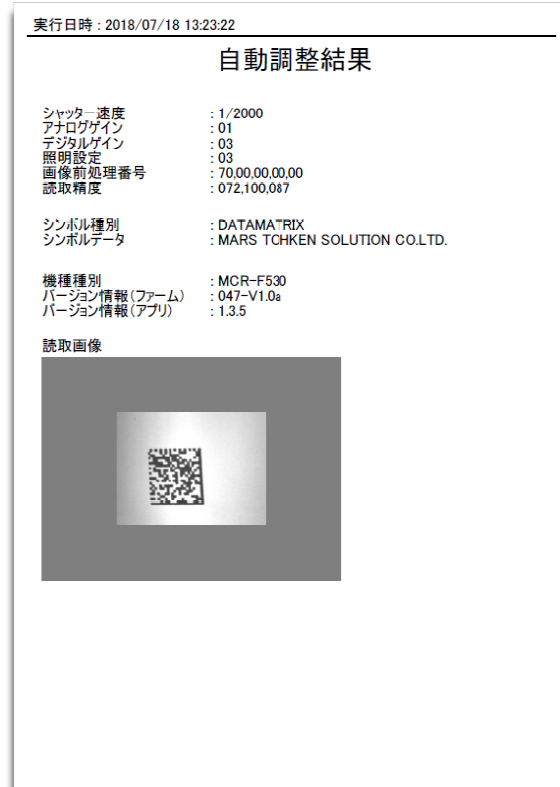 実行日時 : 2018/07/18 13:23:22
自動調整結果
シャッター速度 : 1/2000
アナログゲイン : 01
デジタルゲイン : 03
照明設定 : 03
画像前処理番号 : 70,00,00,00,00
読取精度 : 072,100,087
シンボル種別 : DATAMATRIX
シンボルデータ : MARS TOHKEN SOLUTION CO.LTD.
機種種別 : MCR-F530
バージョン情報(ファーム) : 047-V1.0a
バージョン情報(アプリ) : 1.3.5
読取画像